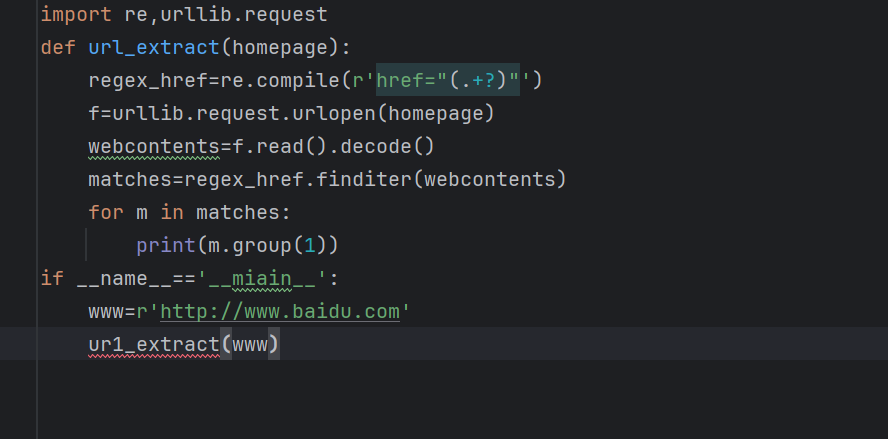 import re,urllib.request
def url_extract(homepage):
    regex_href=re.compile(r'href="(.+?)"')
    f=urllib.request.urlopen(homepage)
    webcontents=f.read().decode()
    matches=regex_href.finditer(webcontents)
    for m in matches:
        print(m.group(1))
if __name__=='__miain__':
    www=r'http://www.baidu.com'
    ur1_extract(www)